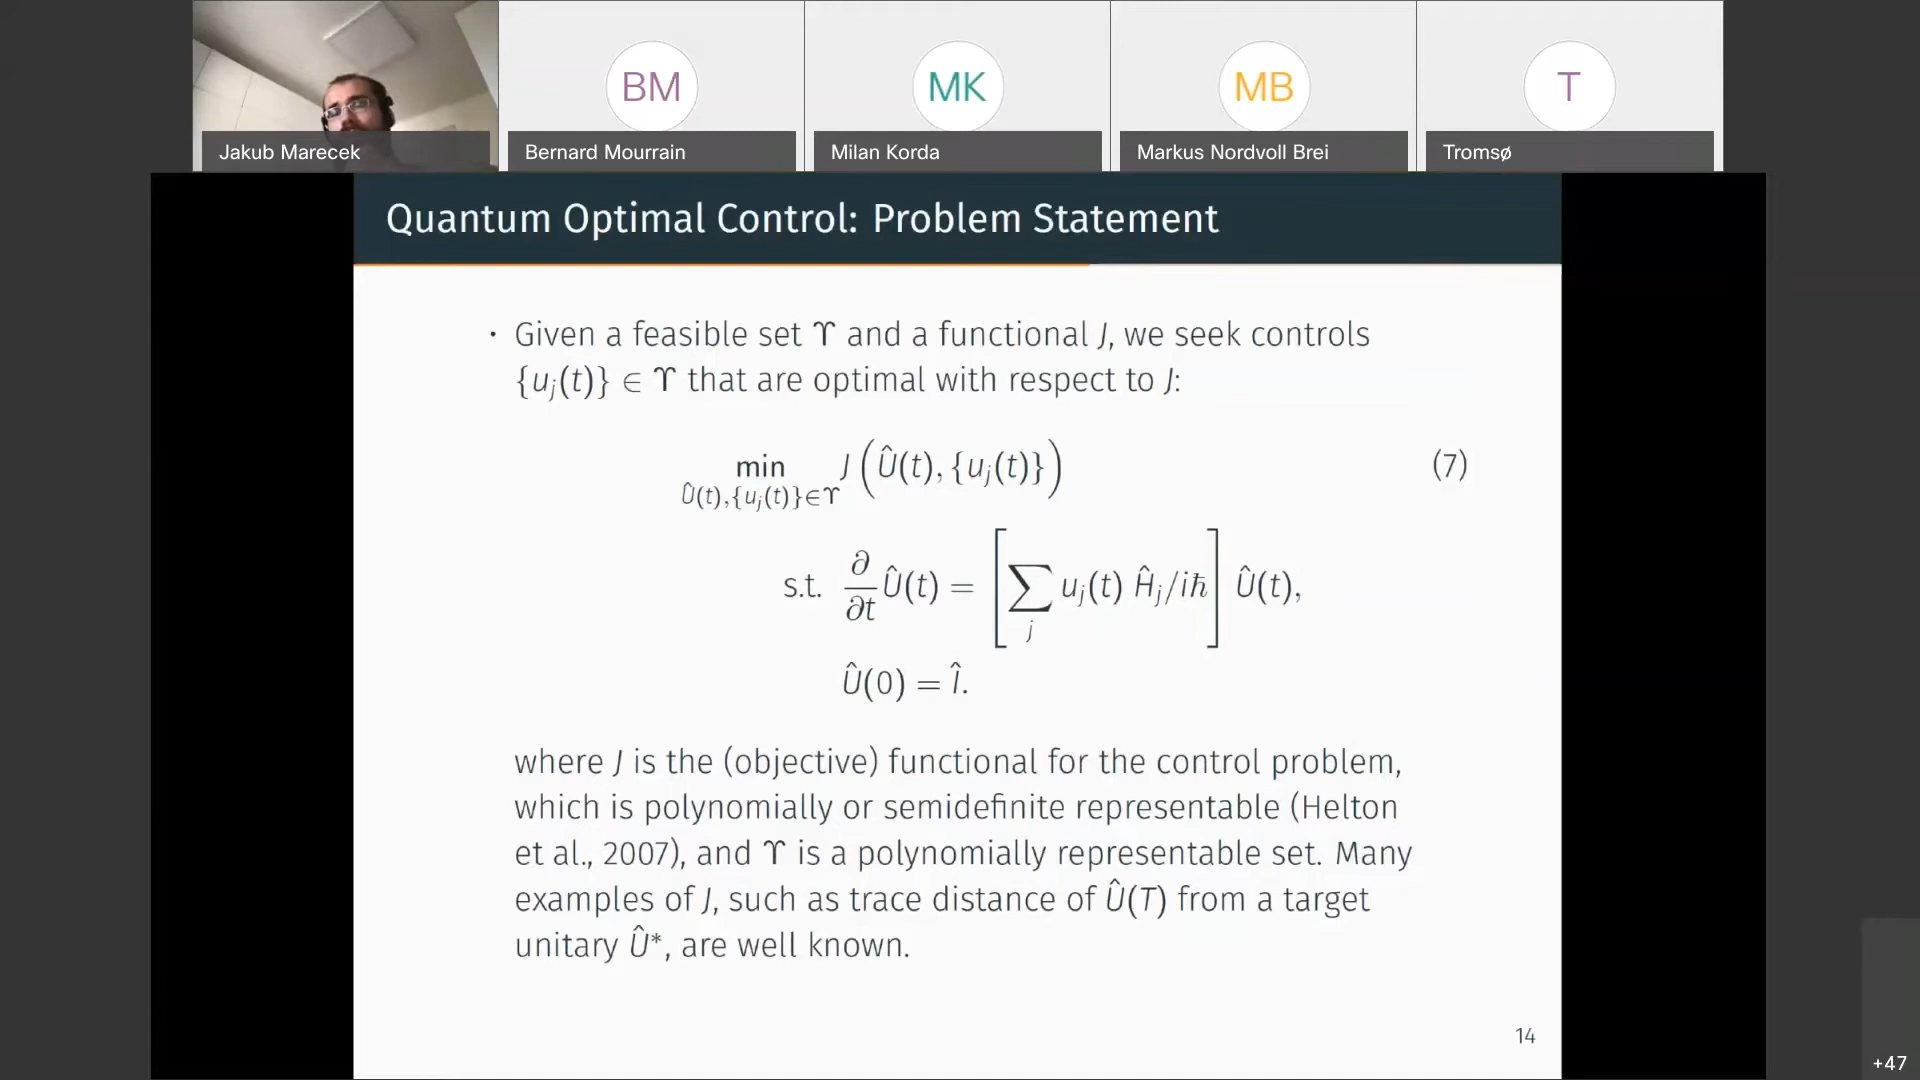 BM
MK
MB
T
Jakub Marecek
Bernard Mourrain
Milan Korda
Markus Nordvoll Brei
Tromsø
Quantum Optimal Control: Problem Statement
· Given a feasible set ϒ and a functional J, we seek controls
{u_j(t)} ∈ ϒ that are optimal with respect to J:
min J (Û(t), {u_j(t)}) (7)
Û(t),{u_j(t)}∈ϒ
s.t. ∂/∂t Û(t) = [∑_j u_j(t) Ĥ_j/iħ] Û(t),
Û(0) = Î.
where J is the (objective) functional for the control problem,
which is polynomially or semidefinite representable (Helton
et al., 2007), and ϒ is a polynomially representable set. Many
examples of J, such as trace distance of Û(T) from a target
unitary Û*, are well known.
14
+47